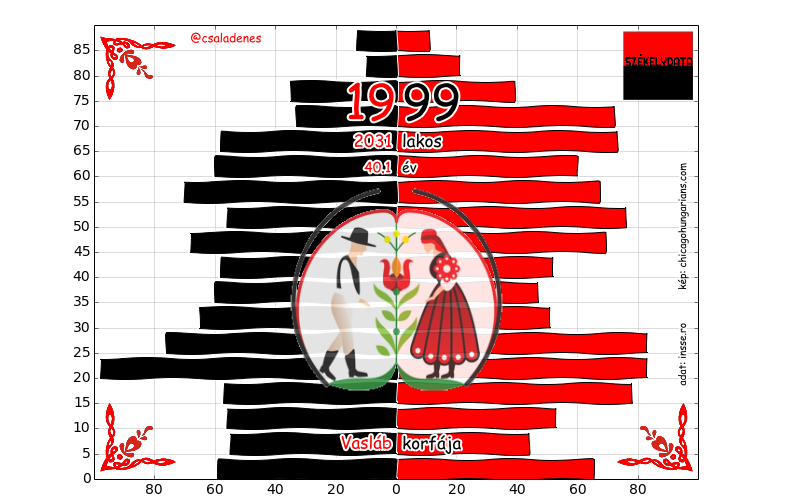 @csaladenes
SZÉKELYDATA
1999
2031 lakos
40.1 év
kép: chicagohungarians.com
adat: insse.ro
Vasláb korfája
85
80
75
70
65
60
55
50
45
40
35
30
25
20
15
10
5
0
80 60 40 20 0 20 40 60 80